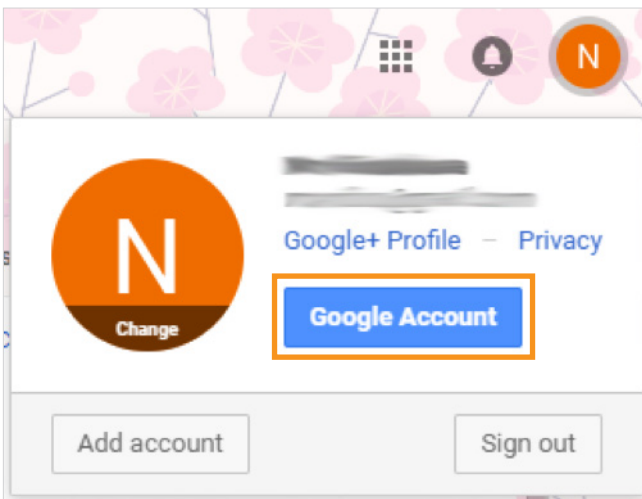 N
N
Change
Google+ Profile – Privacy
Google Account
Add account
Sign out